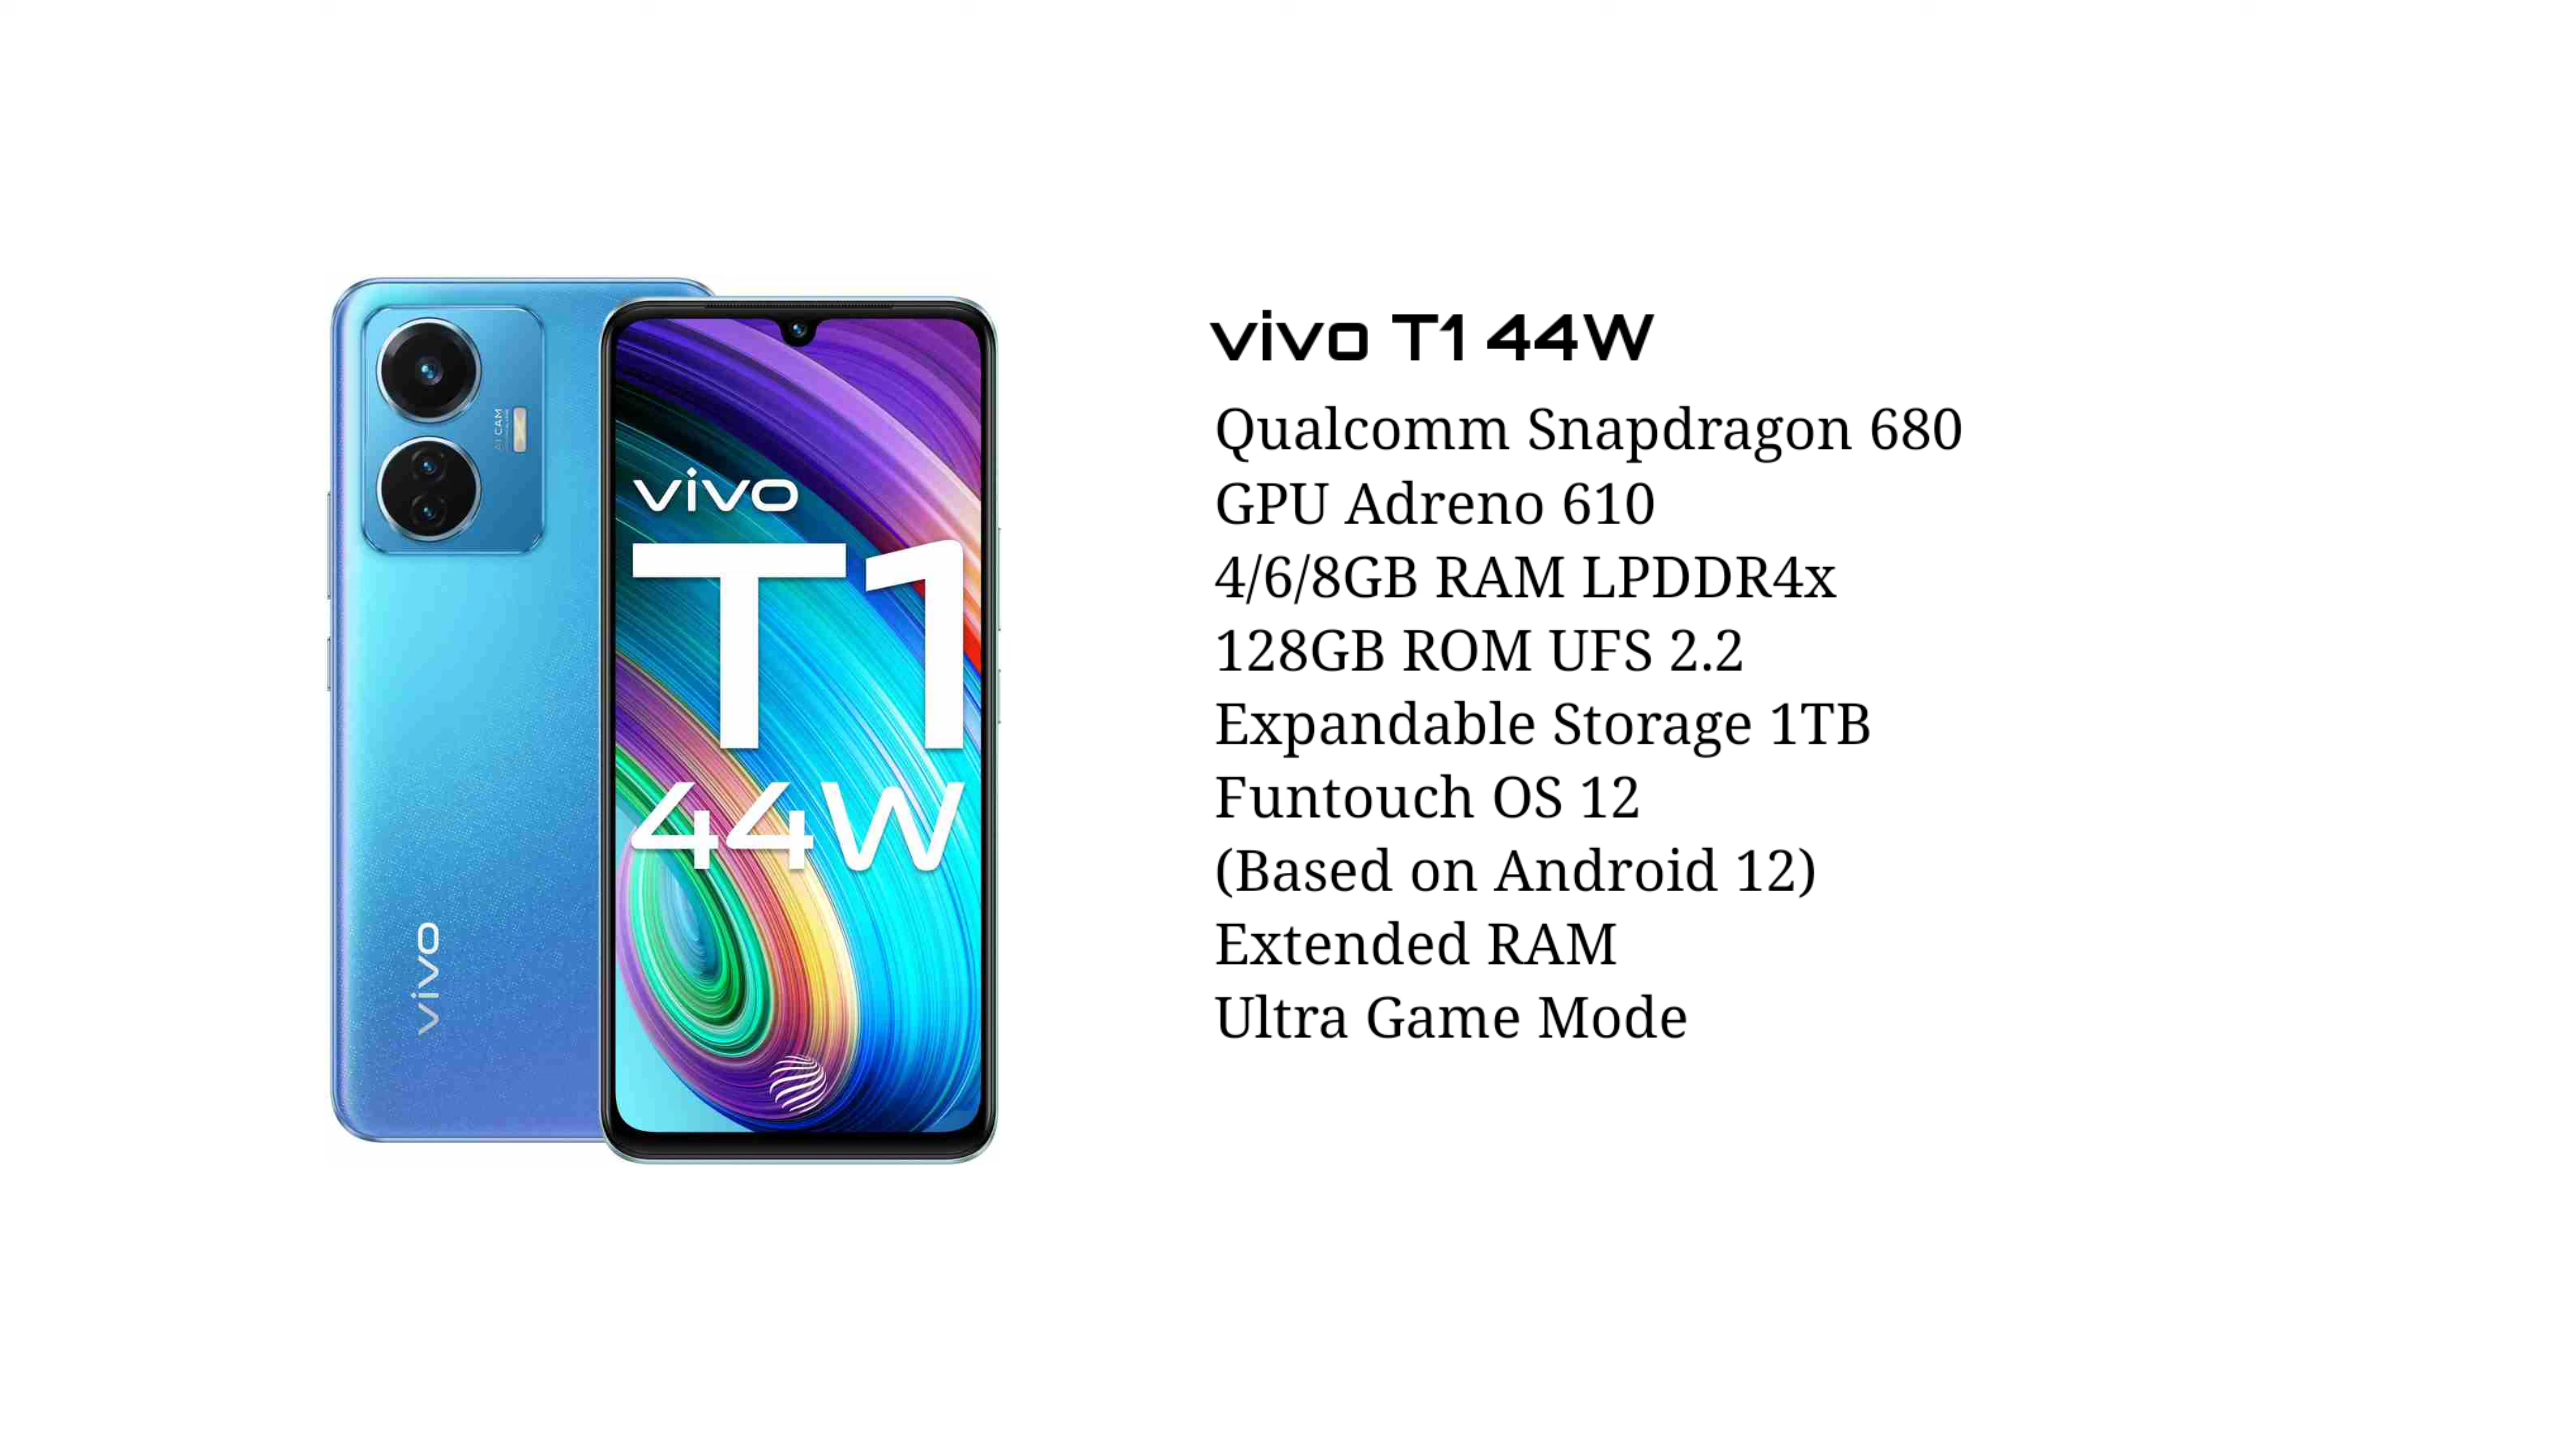 AI CAM
vivo
vivo
T1
44W
vivo T1 44W
Qualcomm Snapdragon 680
GPU Adreno 610
4/6/8GB RAM LPDDR4x
128GB ROM UFS 2.2
Expandable Storage 1TB
Funtouch OS 12
(Based on Android 12)
Extended RAM
Ultra Game Mode